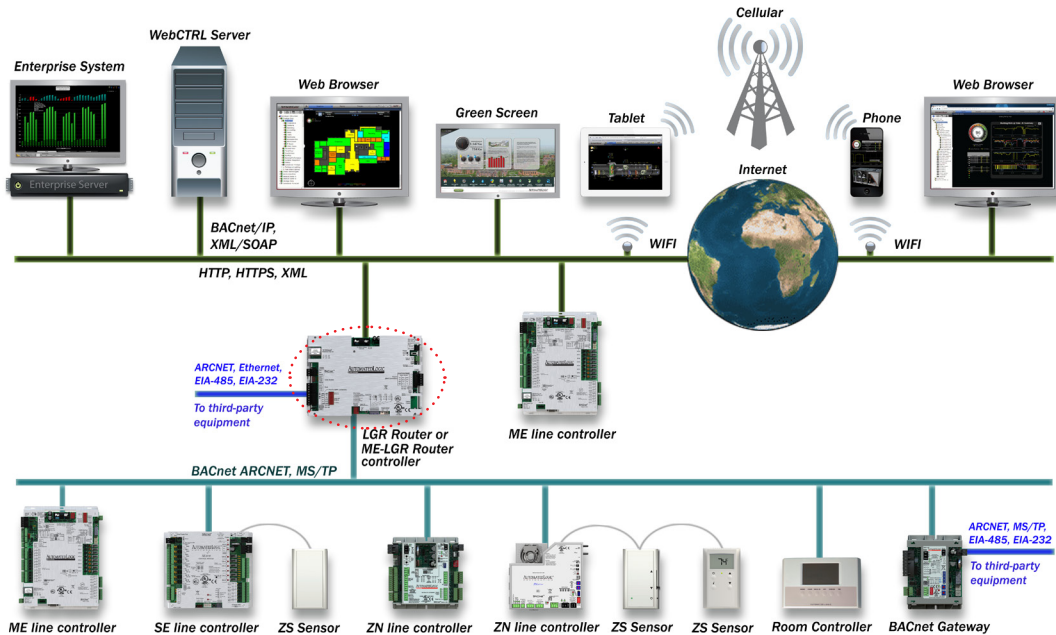 Cellular
WebCTRL Server
Enterprise System
Web Browser
Web Browser
Green Screen
Tablet
Phone
Internet
Enterprise Server
BACnet/IP,
XML/SOAP
WIFI
WIFI
HTTP, HTTPS, XML
ARCNET, Ethernet,
EIA-485, EIA-232
To third-party
equipment
LGR Router or
ME-LGR Router
controller
ME line controller
BACnet ARCNET, MS/TP
ARCNET, MS/TP,
EIA-485, EIA-232
To third-party
equipment
ME line controller
SE line controller
ZS Sensor
ZN line controller
ZN line controller
ZS Sensor
ZS Sensor
Room Controller
BACnet Gateway